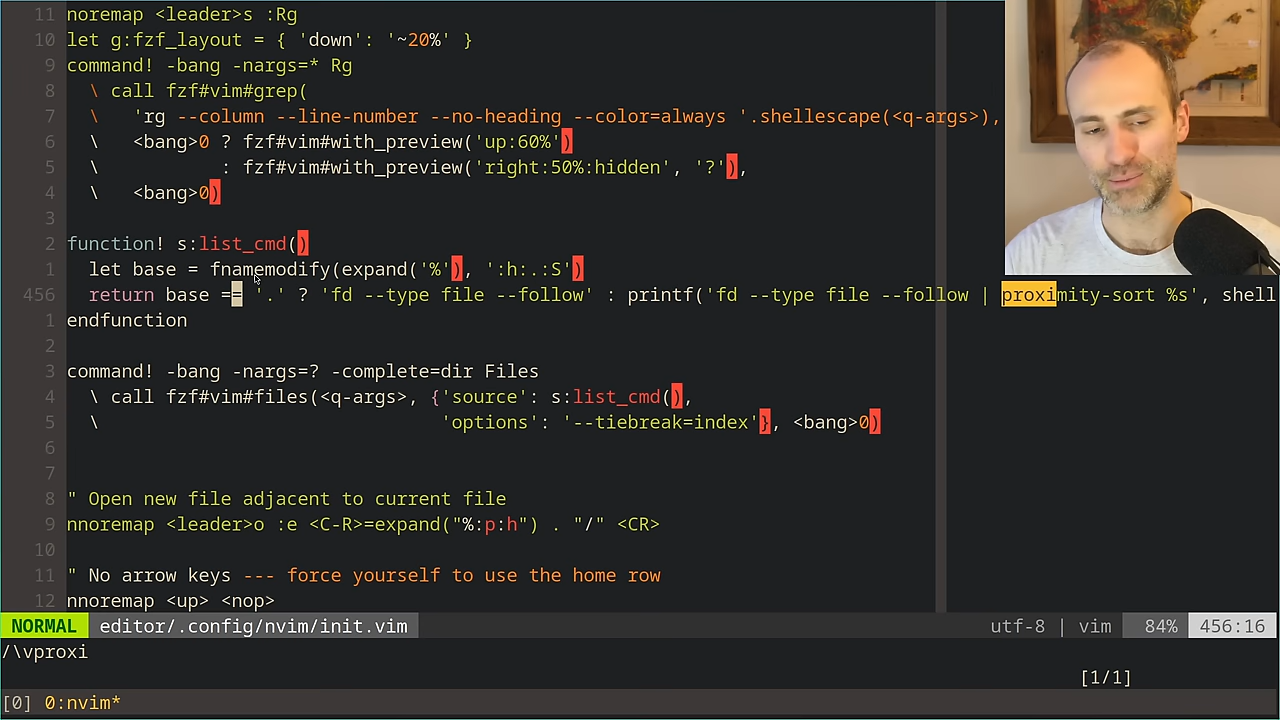 11 noremap <leader>s :Rg
10 let g:fzf_layout = { 'down': '~20%' }
9 command! -bang -nargs=* Rg
8 \ call fzf#vim#grep(
7 \ 'rg --column --line-number --no-heading --color=always '.shellescape(<q-args>),
6 \ <bang>0 ? fzf#vim#with_preview('up:60%')
5 \ : fzf#vim#with_preview('right:50%:hidden', '?'),
4 \ <bang>0)
3
2 function! s:list_cmd()
1 let base = fnamemodify(expand('%'), ':h:.:S')
456 return base == '.' ? 'fd --type file --follow' : printf('fd --type file --follow | proximity-sort %s', shell
1 endfunction
2
3 command! -bang -nargs=? -complete=dir Files
4 \ call fzf#vim#files(<q-args>, {'source': s:list_cmd(),
5 \ 'options': '--tiebreak=index'}, <bang>0)
6
7
8 " Open new file adjacent to current file
9 nnoremap <leader>o :e <C-R>=expand("%:p:h") . "/" <CR>
10
11 " No arrow keys --- force yourself to use the home row
12 nnoremap <up> <nop>
NORMAL editor/.config/nvim/init.vim utf-8 | vim 84% 456:16
/\vproxi
[1/1]
[0] 0:nvim*